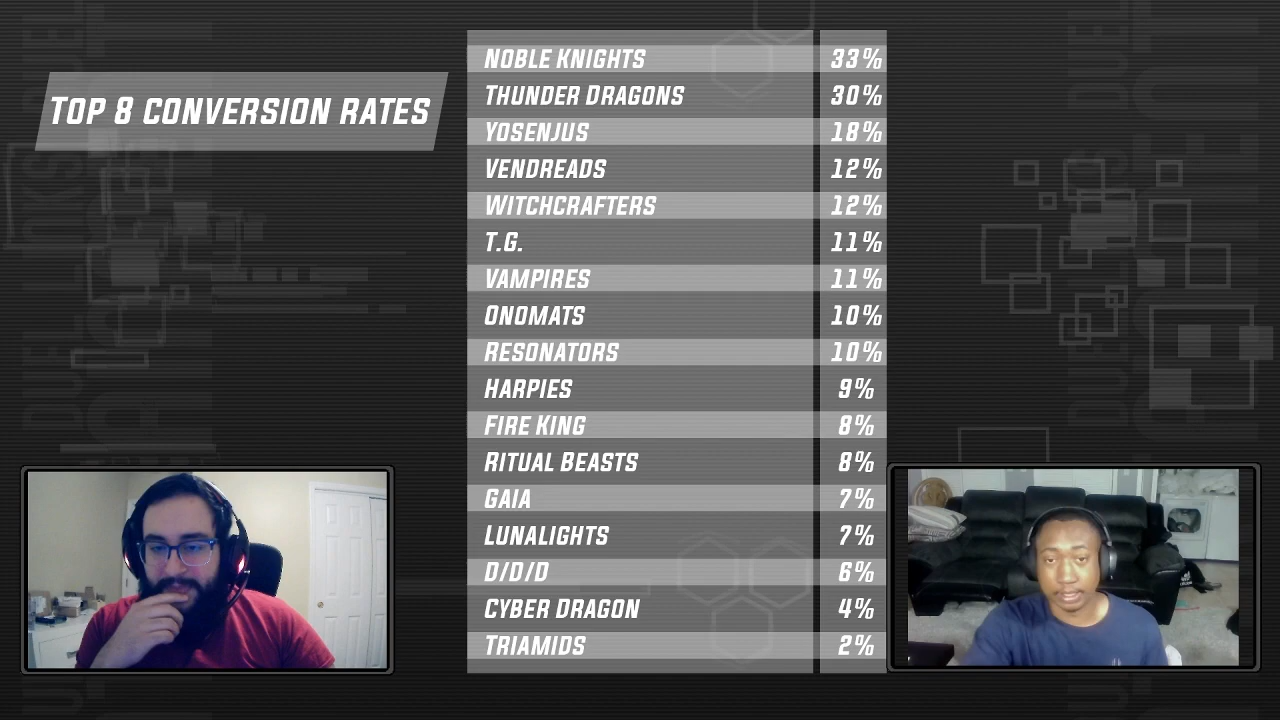 TOP 8 CONVERSION RATES
NOBLE KNIGHTS 33%
THUNDER DRAGONS 30%
YOSENJUS 18%
VENDREADS 12%
WITCHCRAFTERS 12%
T.G. 11%
VAMPIRES 11%
ONOMATS 10%
RESONATORS 10%
HARPIES 9%
FIRE KING 8%
RITUAL BEASTS 8%
GAIA 7%
LUNALIGHTS 7%
D/D/D 6%
CYBER DRAGON 4%
TRIAMIDS 2%